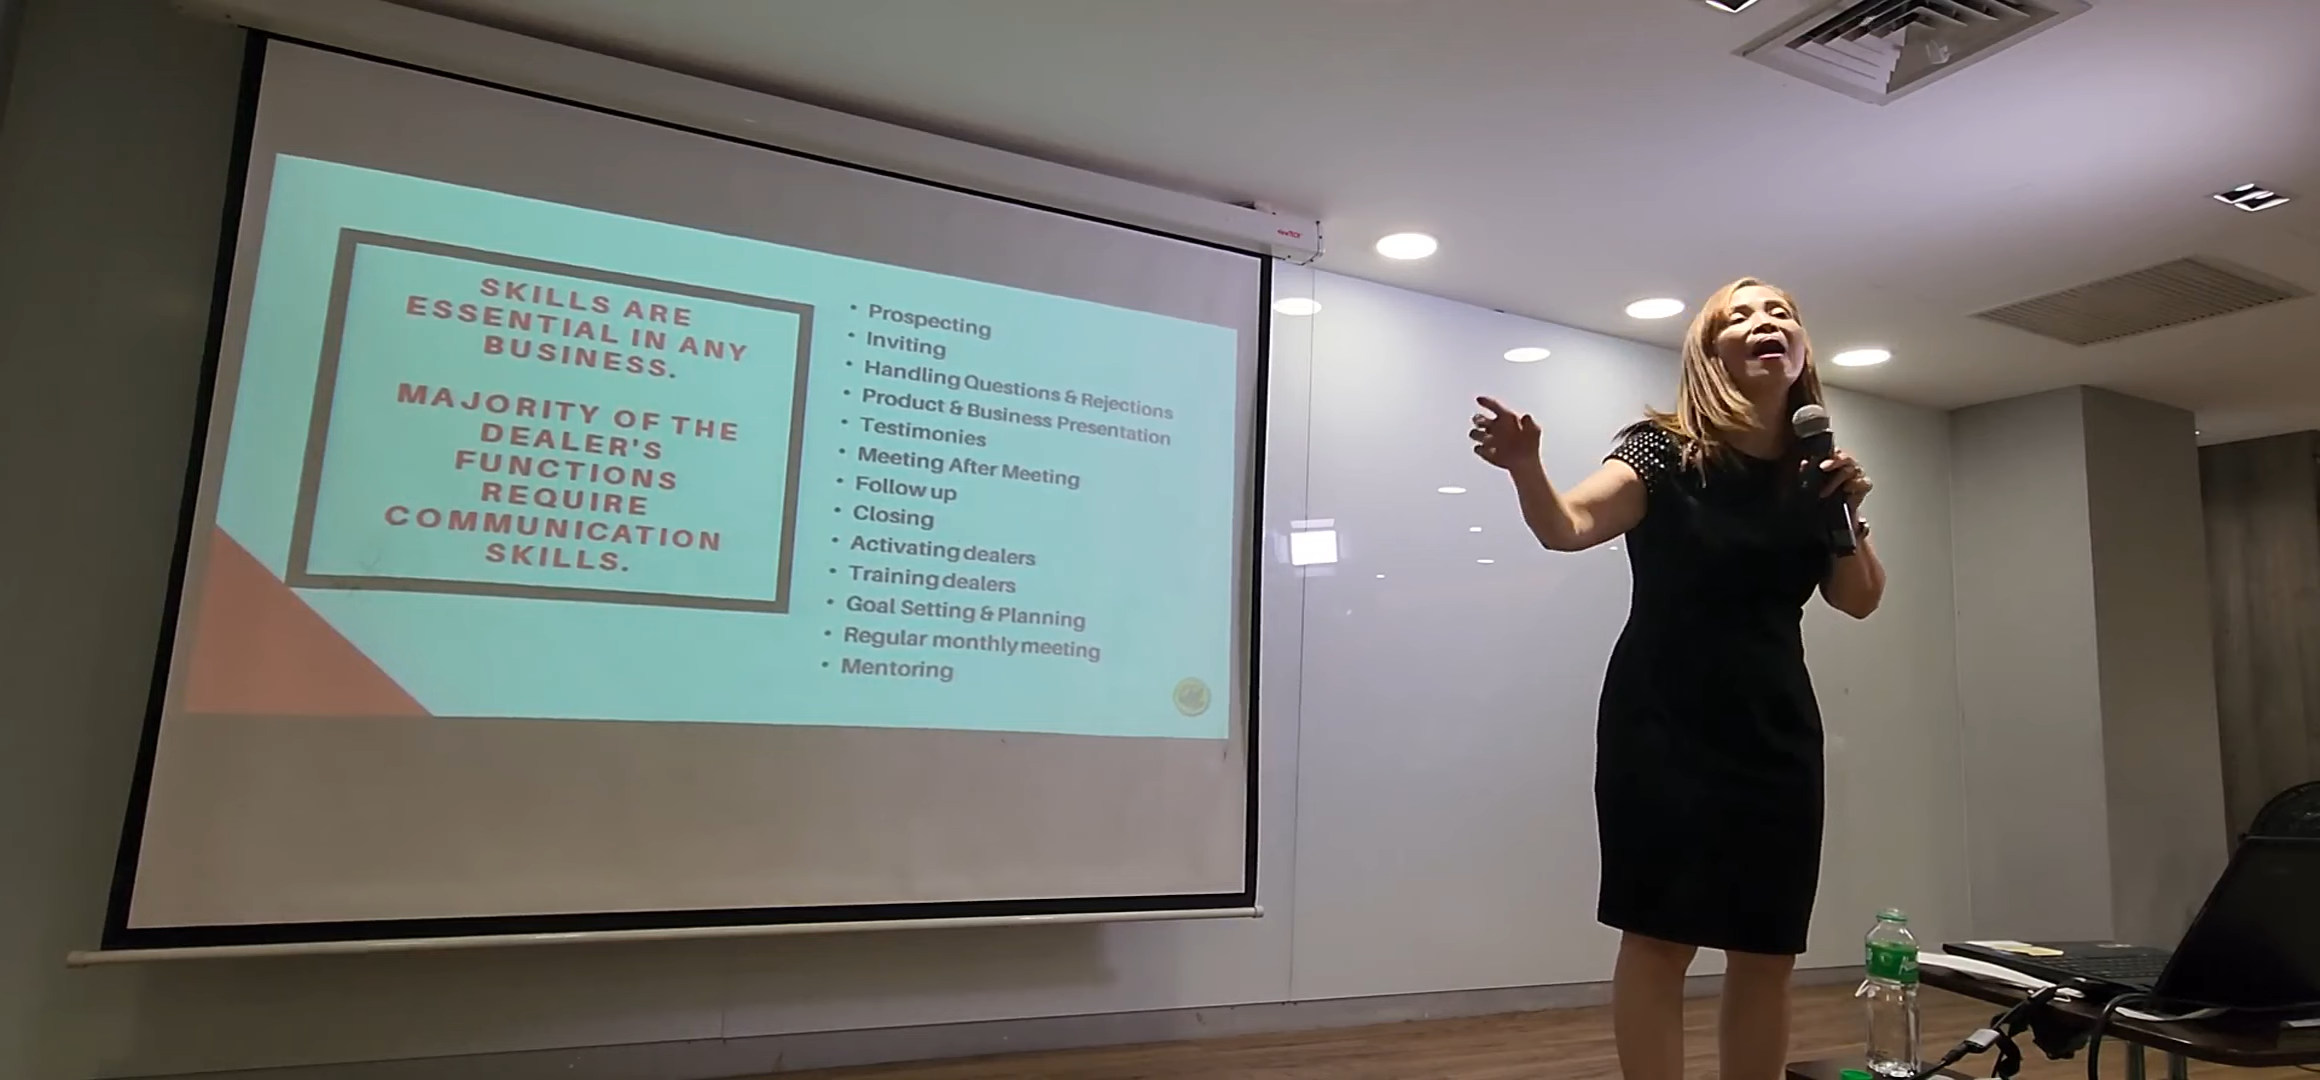 SKILLS ARE
ESSENTIAL IN ANY
BUSINESS.
MAJORITY OF THE
DEALER'S
FUNCTIONS
REQUIRE
COMMUNICATION
SKILLS.
• Prospecting
• Inviting
• Handling Questions & Rejections
• Product & Business Presentation
• Testimonies
• Meeting After Meeting
• Follow up
• Closing
• Activating dealers
• Training dealers
• Goal Setting & Planning
• Regular monthly meeting
• Mentoring